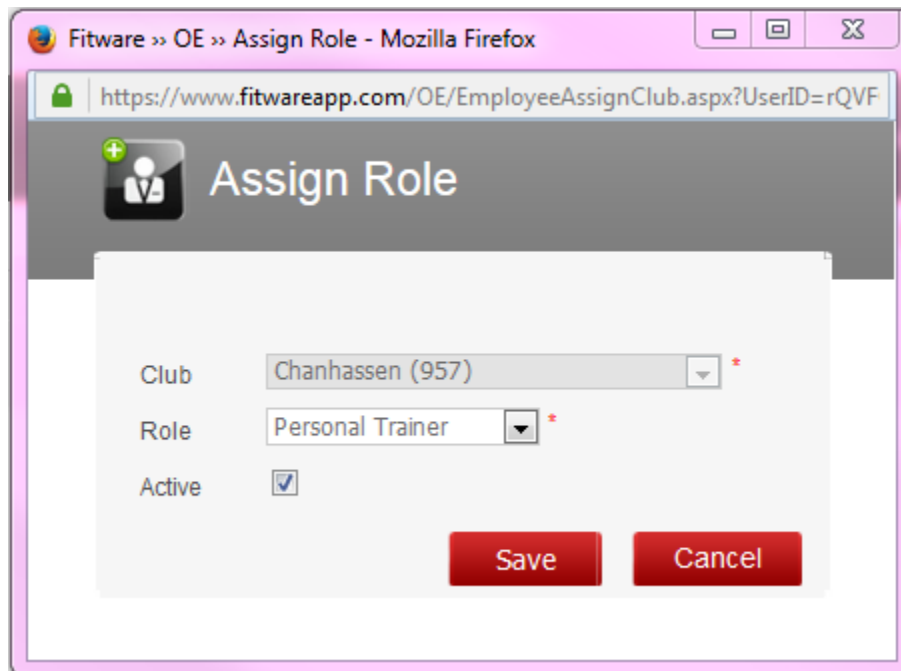 Fitware ›› OE ›› Assign Role - Mozilla Firefox
https://www.fitwareapp.com/OE/EmployeeAssignClub.aspx?UserID=rQVF
Assign Role
Club Chanhassen (957) *
Role Personal Trainer *
Active
Save Cancel